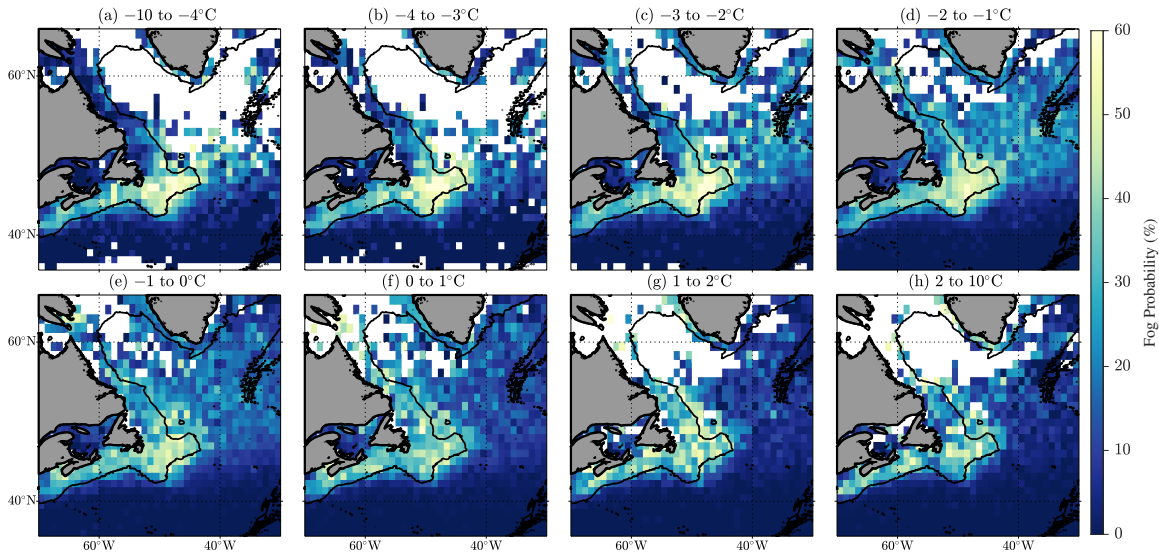 (a) −10 to −4°C
(b) −4 to −3°C
(c) −3 to −2°C
(d) −2 to −1°C
60
60°N
50
40
30
40°N
Fog Probability (%)
(e) −1 to 0°C
(f) 0 to 1°C
(g) 1 to 2°C
(h) 2 to 10°C
60°N
20
10
40°N
0
60°W
40°W
60°W
40°W
60°W
40°W
60°W
40°W